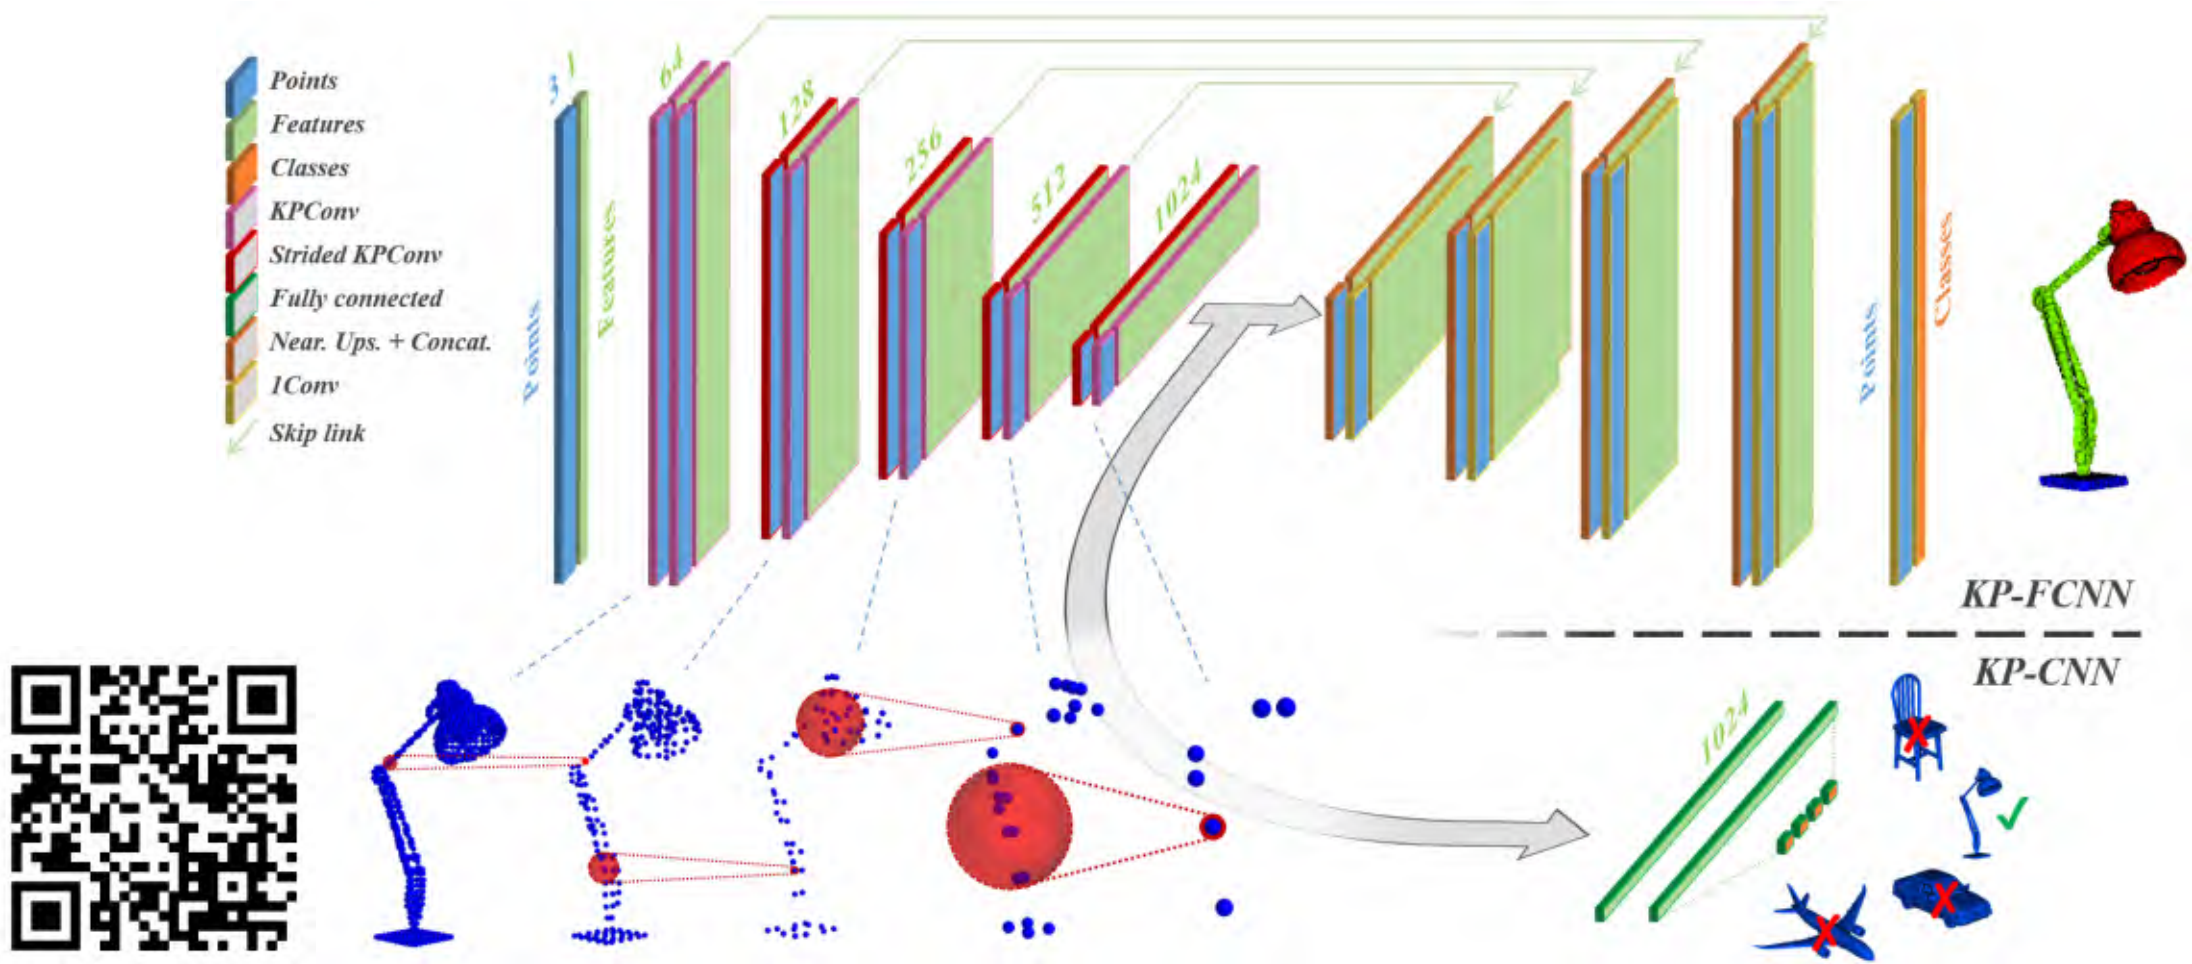 Points
Features
Classes
KPConv
Strided KPConv
Fully connected
Near. Ups. + Concat.
1Conv
Skip link
3
1
Points
Features
64
128
256
512
1024
Points
Classes
KP-FCNN
KP-CNN
1024